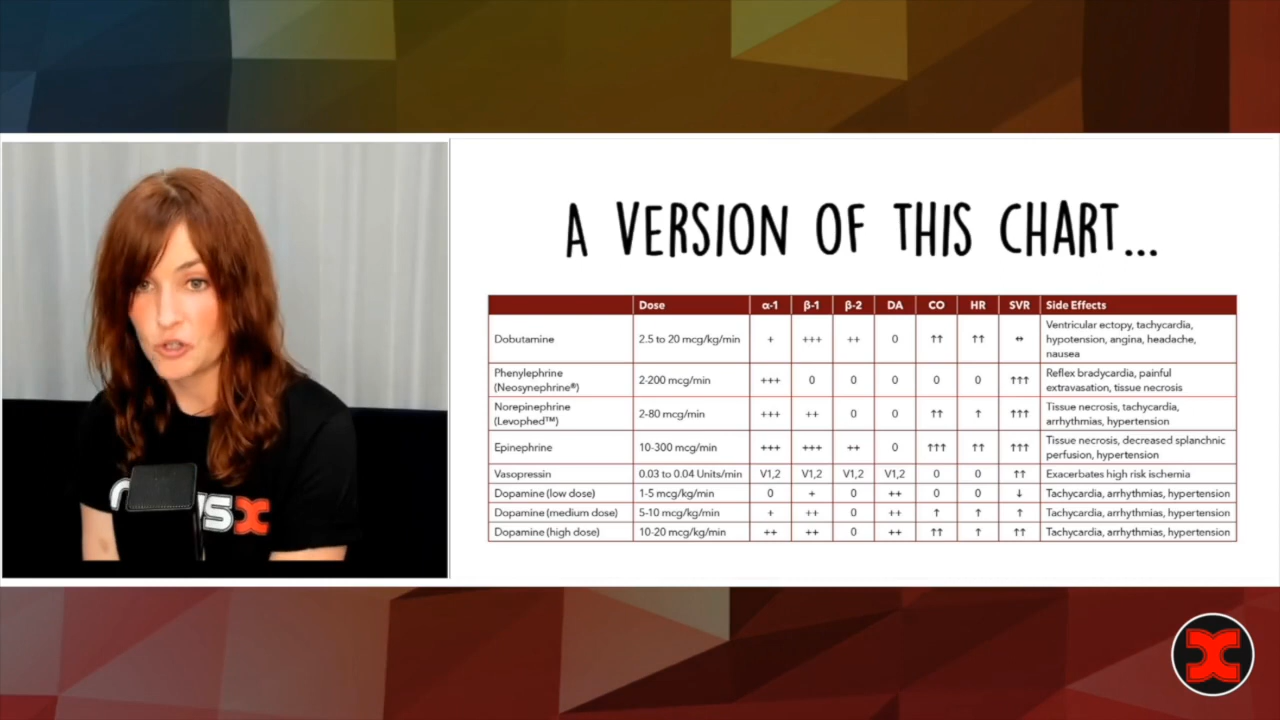 A VERSION OF THIS CHART...
Dose α-1 β-1 β-2 DA CO HR SVR Side Effects
Dobutamine 2.5 to 20 mcg/kg/min + +++ ++ 0 ↑↑ ↑↑ ↔ Ventricular ectopy, tachycardia,
hypotension, angina, headache,
nausea
Phenylephrine
(Neosynephrine®) 2-200 mcg/min +++ 0 0 0 0 0 ↑↑↑ Reflex bradycardia, painful
extravasation, tissue necrosis
Norepinephrine
(Levophed™) 2-80 mcg/min +++ ++ 0 0 ↑↑ ↑ ↑↑↑ Tissue necrosis, tachycardia,
arrhythmias, hypertension
Epinephrine 10-300 mcg/min +++ +++ ++ 0 ↑↑↑ ↑↑ ↑↑↑ Tissue necrosis, decreased splanchnic
perfusion, hypertension
Vasopressin 0.03 to 0.04 Units/min V1,2 V1,2 V1,2 V1,2 0 0 ↑↑ Exacerbates high risk ischemia
Dopamine (low dose) 1-5 mcg/kg/min 0 + 0 ++ 0 0 ↓ Tachycardia, arrhythmias, hypertension
Dopamine (medium dose) 5-10 mcg/kg/min + ++ 0 ++ ↑ ↑ ↑ Tachycardia, arrhythmias, hypertension
Dopamine (high dose) 10-20 mcg/kg/min ++ ++ 0 ++ ↑↑ ↑ ↑↑ Tachycardia, arrhythmias, hypertension